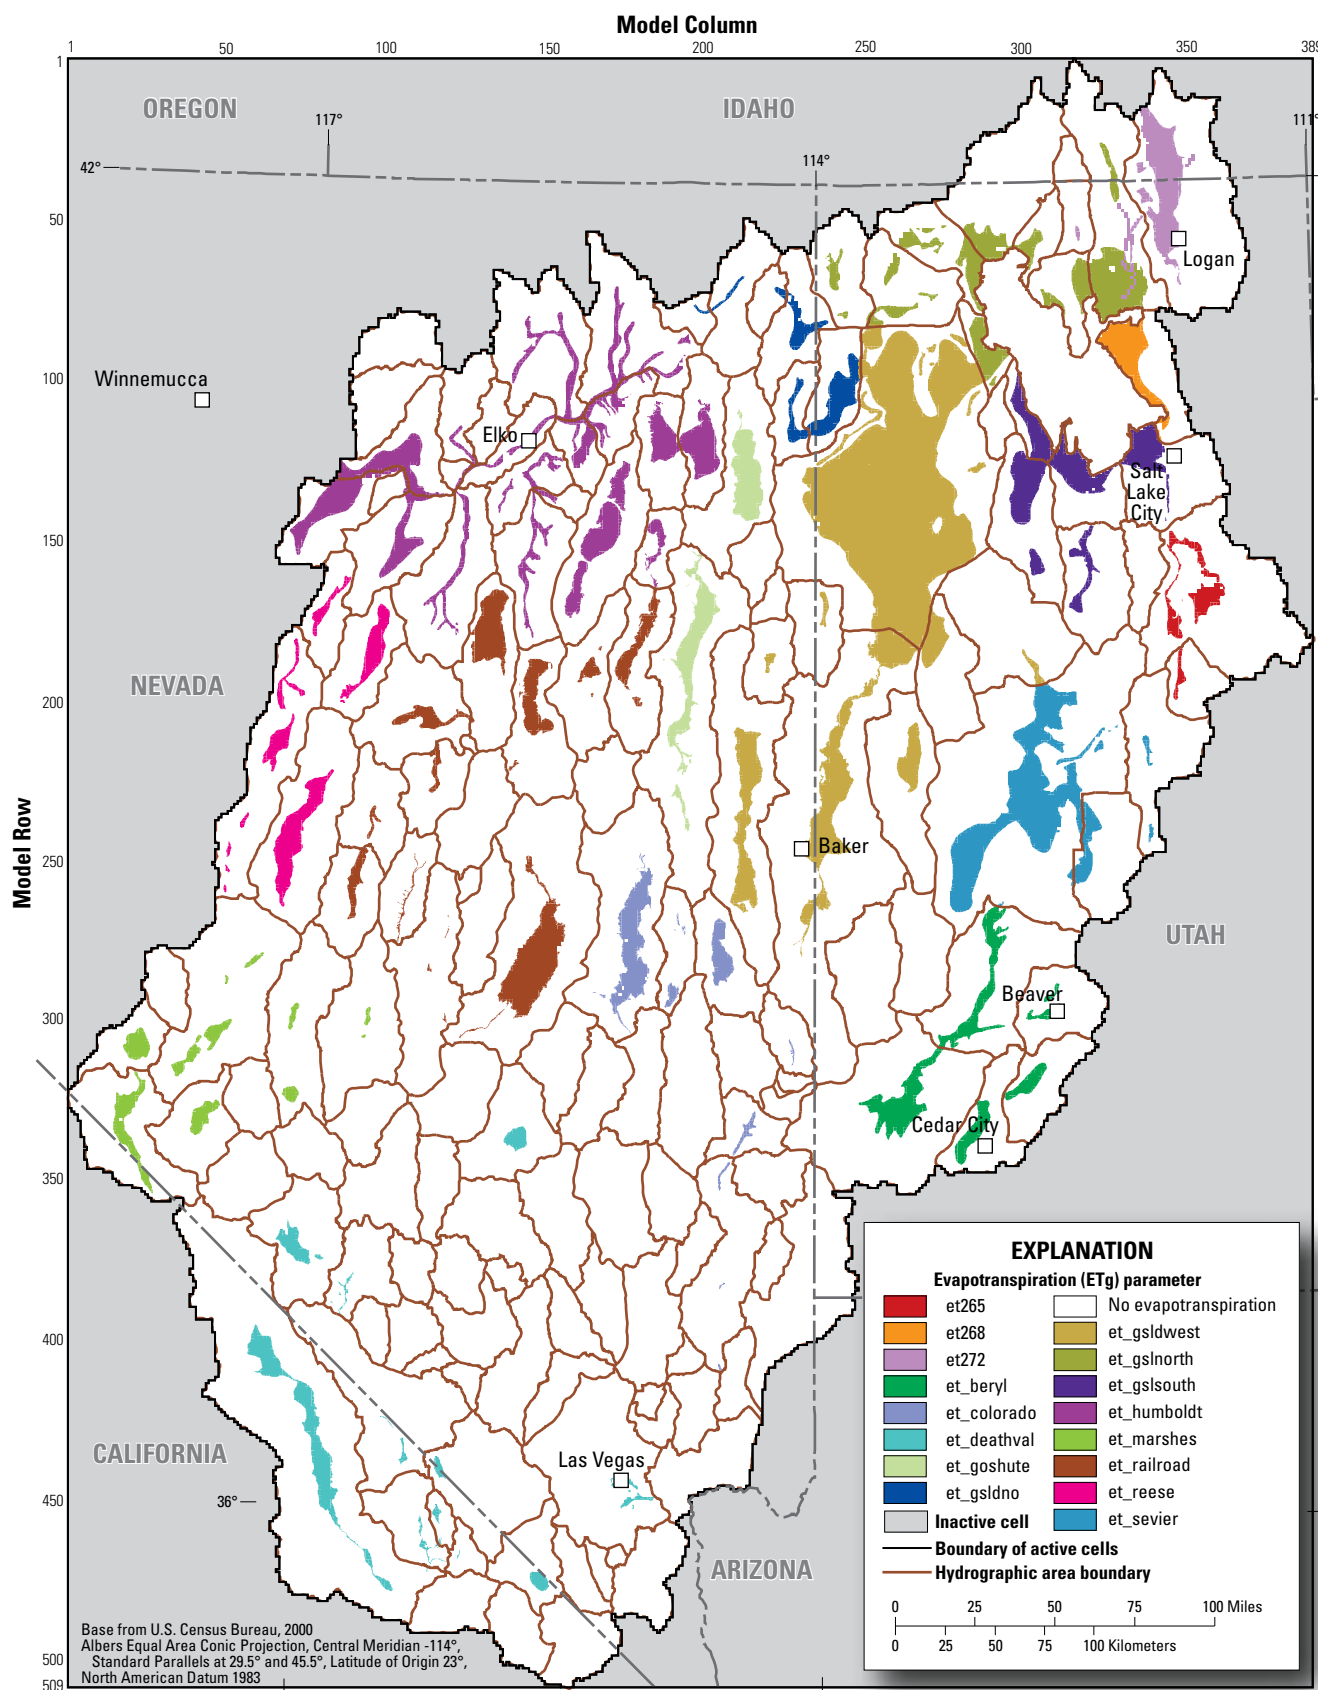 Model Column
1 50 100 150 200 250 300 350 389
1
OREGON
IDAHO
117°
111°
42°
114°
50
Logan
100
Winnemucca
Elko
Salt
Lake
City
150
NEVADA
200
Model Row
250
Baker
UTAH
Beaver
300
Cedar City
350
EXPLANATION
Evapotranspiration (ETg) parameter
et265
No evapotranspiration
et268
et_gsldwest
et272
et_gslnorth
et_beryl
et_gslsouth
et_colorado
et_humboldt
et_deathval
et_marshes
et_goshute
et_railroad
et_gsldno
et_reese
Inactive cell
et_sevier
Boundary of active cells
Hydrographic area boundary
0 25 50 75 100 Miles
0 25 50 75 100 Kilometers
400
CALIFORNIA
Las Vegas
450
36°
ARIZONA
500
509
Base from U.S. Census Bureau, 2000
Albers Equal Area Conic Projection, Central Meridian -114°,
Standard Parallels at 29.5° and 45.5°, Latitude of Origin 23°,
North American Datum 1983